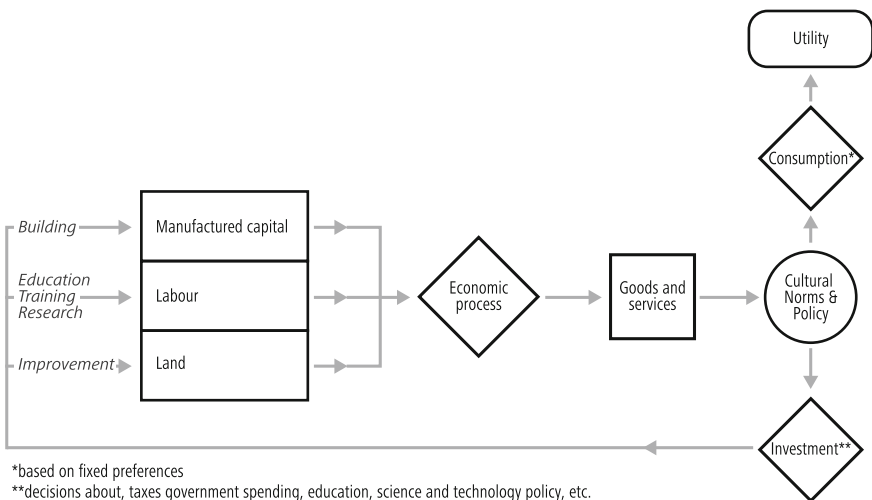 Utility
Consumption*
Building
Manufactured capital
Education
Training
Research
Labour
Economic
process
Goods and
services
Cultural
Norms &
Policy
Improvement
Land
Investment**
*based on fixed preferences
**decisions about, taxes government spending, education, science and technology policy, etc.